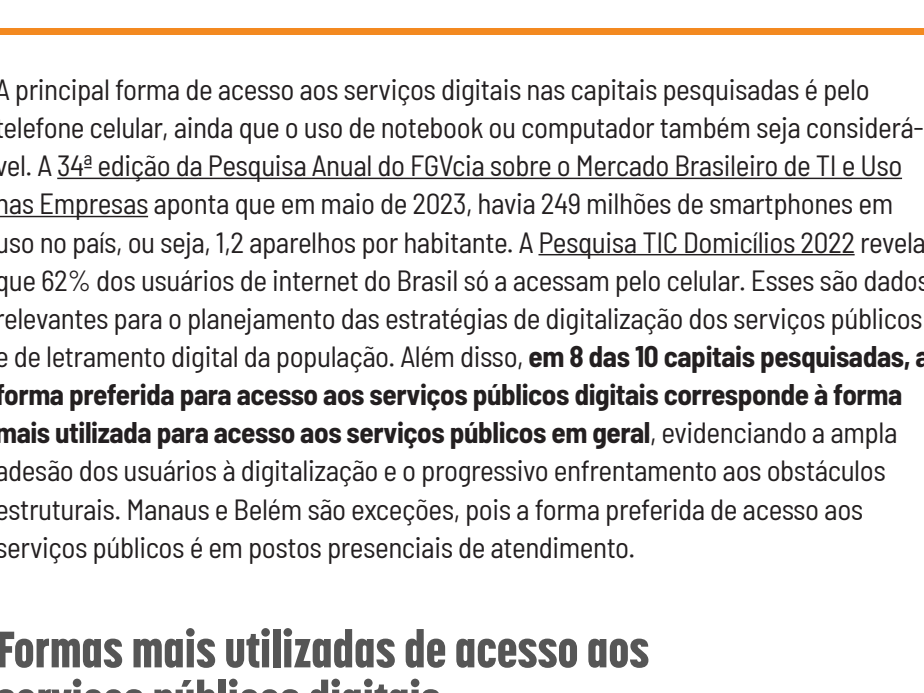 A principal forma de acesso aos serviços digitais nas capitais pesquisadas é pelo
telefone celular, ainda que o uso de notebook ou computador também seja considerá-
vel. A 34ª edição da Pesquisa Anual do FGVcia sobre o Mercado Brasileiro de TI e Uso
nas Empresas aponta que em maio de 2023, havia 249 milhões de smartphones em
uso no país, ou seja, 1,2 aparelhos por habitante. A Pesquisa TIC Domicílios 2022 revela
que 62% dos usuários de internet do Brasil só a acessam pelo celular. Esses são dados
relevantes para o planejamento das estratégias de digitalização dos serviços públicos
e de letramento digital da população. Além disso, em 8 das 10 capitais pesquisadas, a
forma preferida para acesso aos serviços públicos digitais corresponde à forma
mais utilizada para acesso aos serviços públicos em geral, evidenciando a ampla
adesão dos usuários à digitalização e o progressivo enfrentamento aos obstáculos
estruturais. Manaus e Belém são exceções, pois a forma preferida de acesso aos
serviços públicos é em postos presenciais de atendimento.
Formas mais utilizadas de acesso aos
serviços públicos digitais